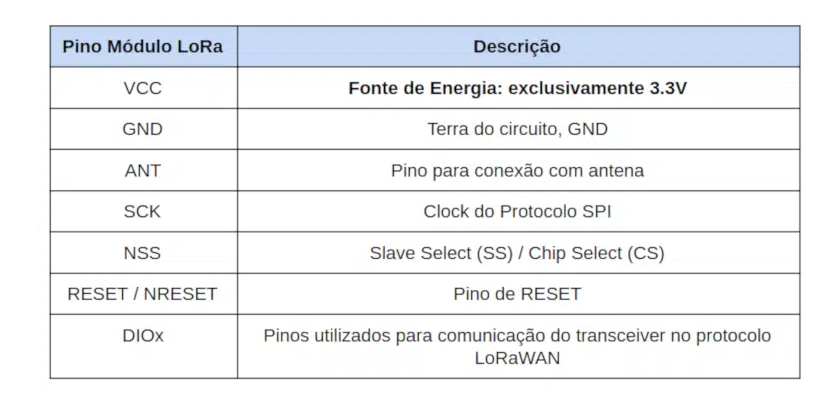 Pino Módulo LoRa Descrição
VCC Fonte de Energia: exclusivamente 3.3V
GND Terra do circuito, GND
ANT Pino para conexão com antena
SCK Clock do Protocolo SPI
NSS Slave Select (SS) / Chip Select (CS)
RESET / NRESET Pino de RESET
DIOx Pinos utilizados para comunicação do transceiver no protocolo
LoRaWAN